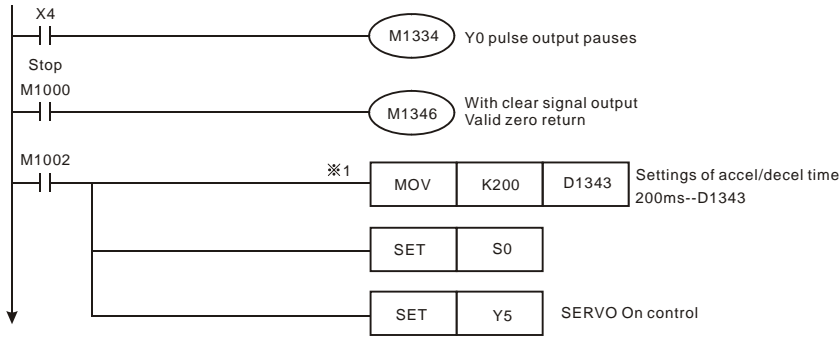 X4
M1334 Y0 pulse output pauses
Stop
M1000
M1346 With clear signal output
Valid zero return
M1002
※1 MOV K200 D1343 Settings of accel/decel time
200ms--D1343
SET S0
SET Y5 SERVO On control